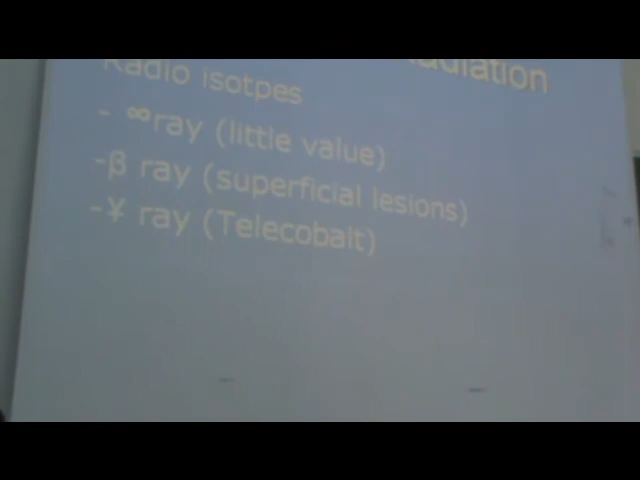 Radio isotpes
- ∞ray (little value)
-β ray (superficial lesions)
-¥ ray (Telecobalt)